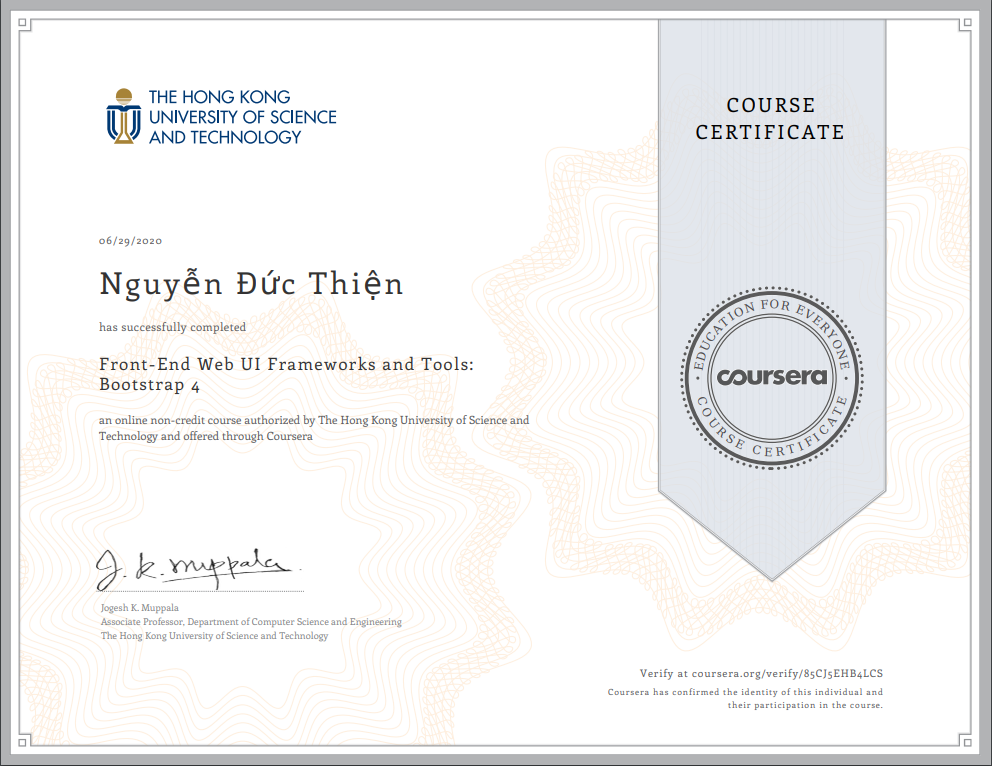 THE HONG KONG
UNIVERSITY OF SCIENCE
AND TECHNOLOGY
COURSE
CERTIFICATE
06/29/2020
Nguyễn Đức Thiện
has successfully completed
Front-End Web UI Frameworks and Tools:
Bootstrap 4
an online non-credit course authorized by The Hong Kong University of Science and
Technology and offered through Coursera
EDUCATION FOR EVERYONE
coursera
COURSE CERTIFICATE
J. K. Muppala
Jogesh K. Muppala
Associate Professor, Department of Computer Science and Engineering
The Hong Kong University of Science and Technology
Verify at coursera.org/verify/85CJ5EHB4LCS
Coursera has confirmed the identity of this individual and
their participation in the course.